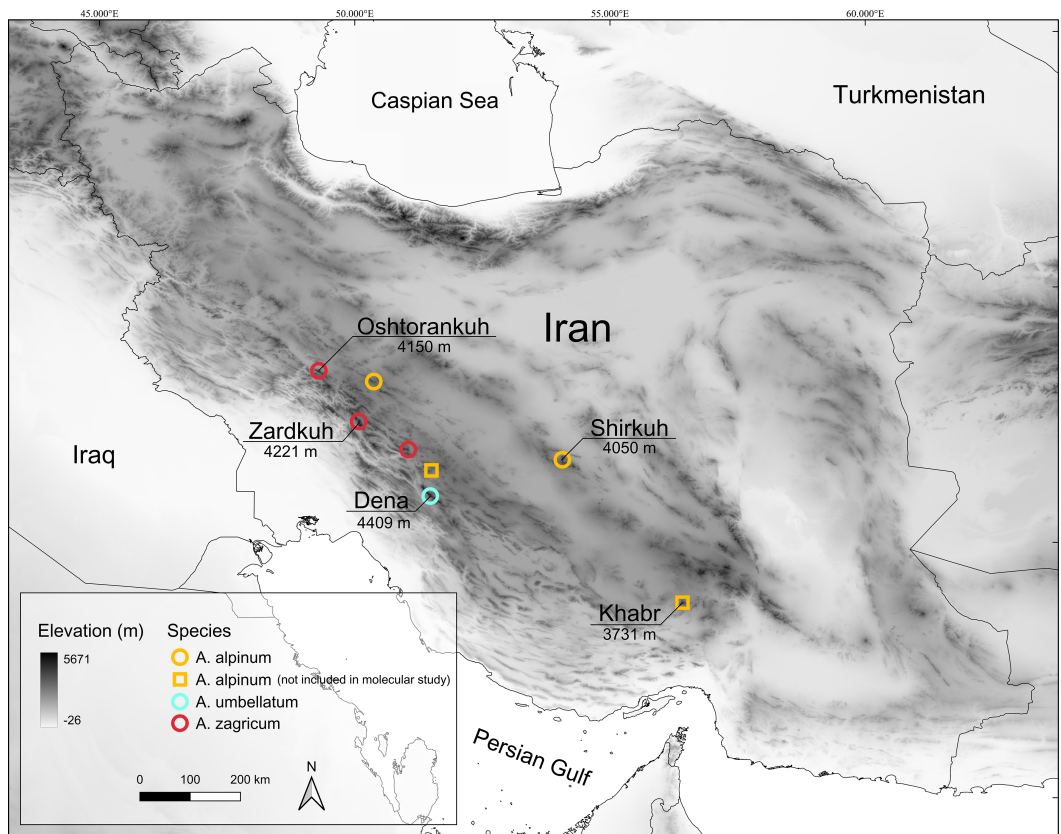 45.000°E 50.000°E 55.000°E 60.000°E
Caspian Sea
Turkmenistan
Oshtorankuh
4150 m
Iran
Zardkuh
4221 m
Shirkuh
4050 m
Iraq
Dena
4409 m
Khabr
3731 m
Persian Gulf
Elevation (m)
5671
-26
Species
A. alpinum
A. alpinum (not included in molecular study)
A. umbellatum
A. zagricum
0 100 200 km
N